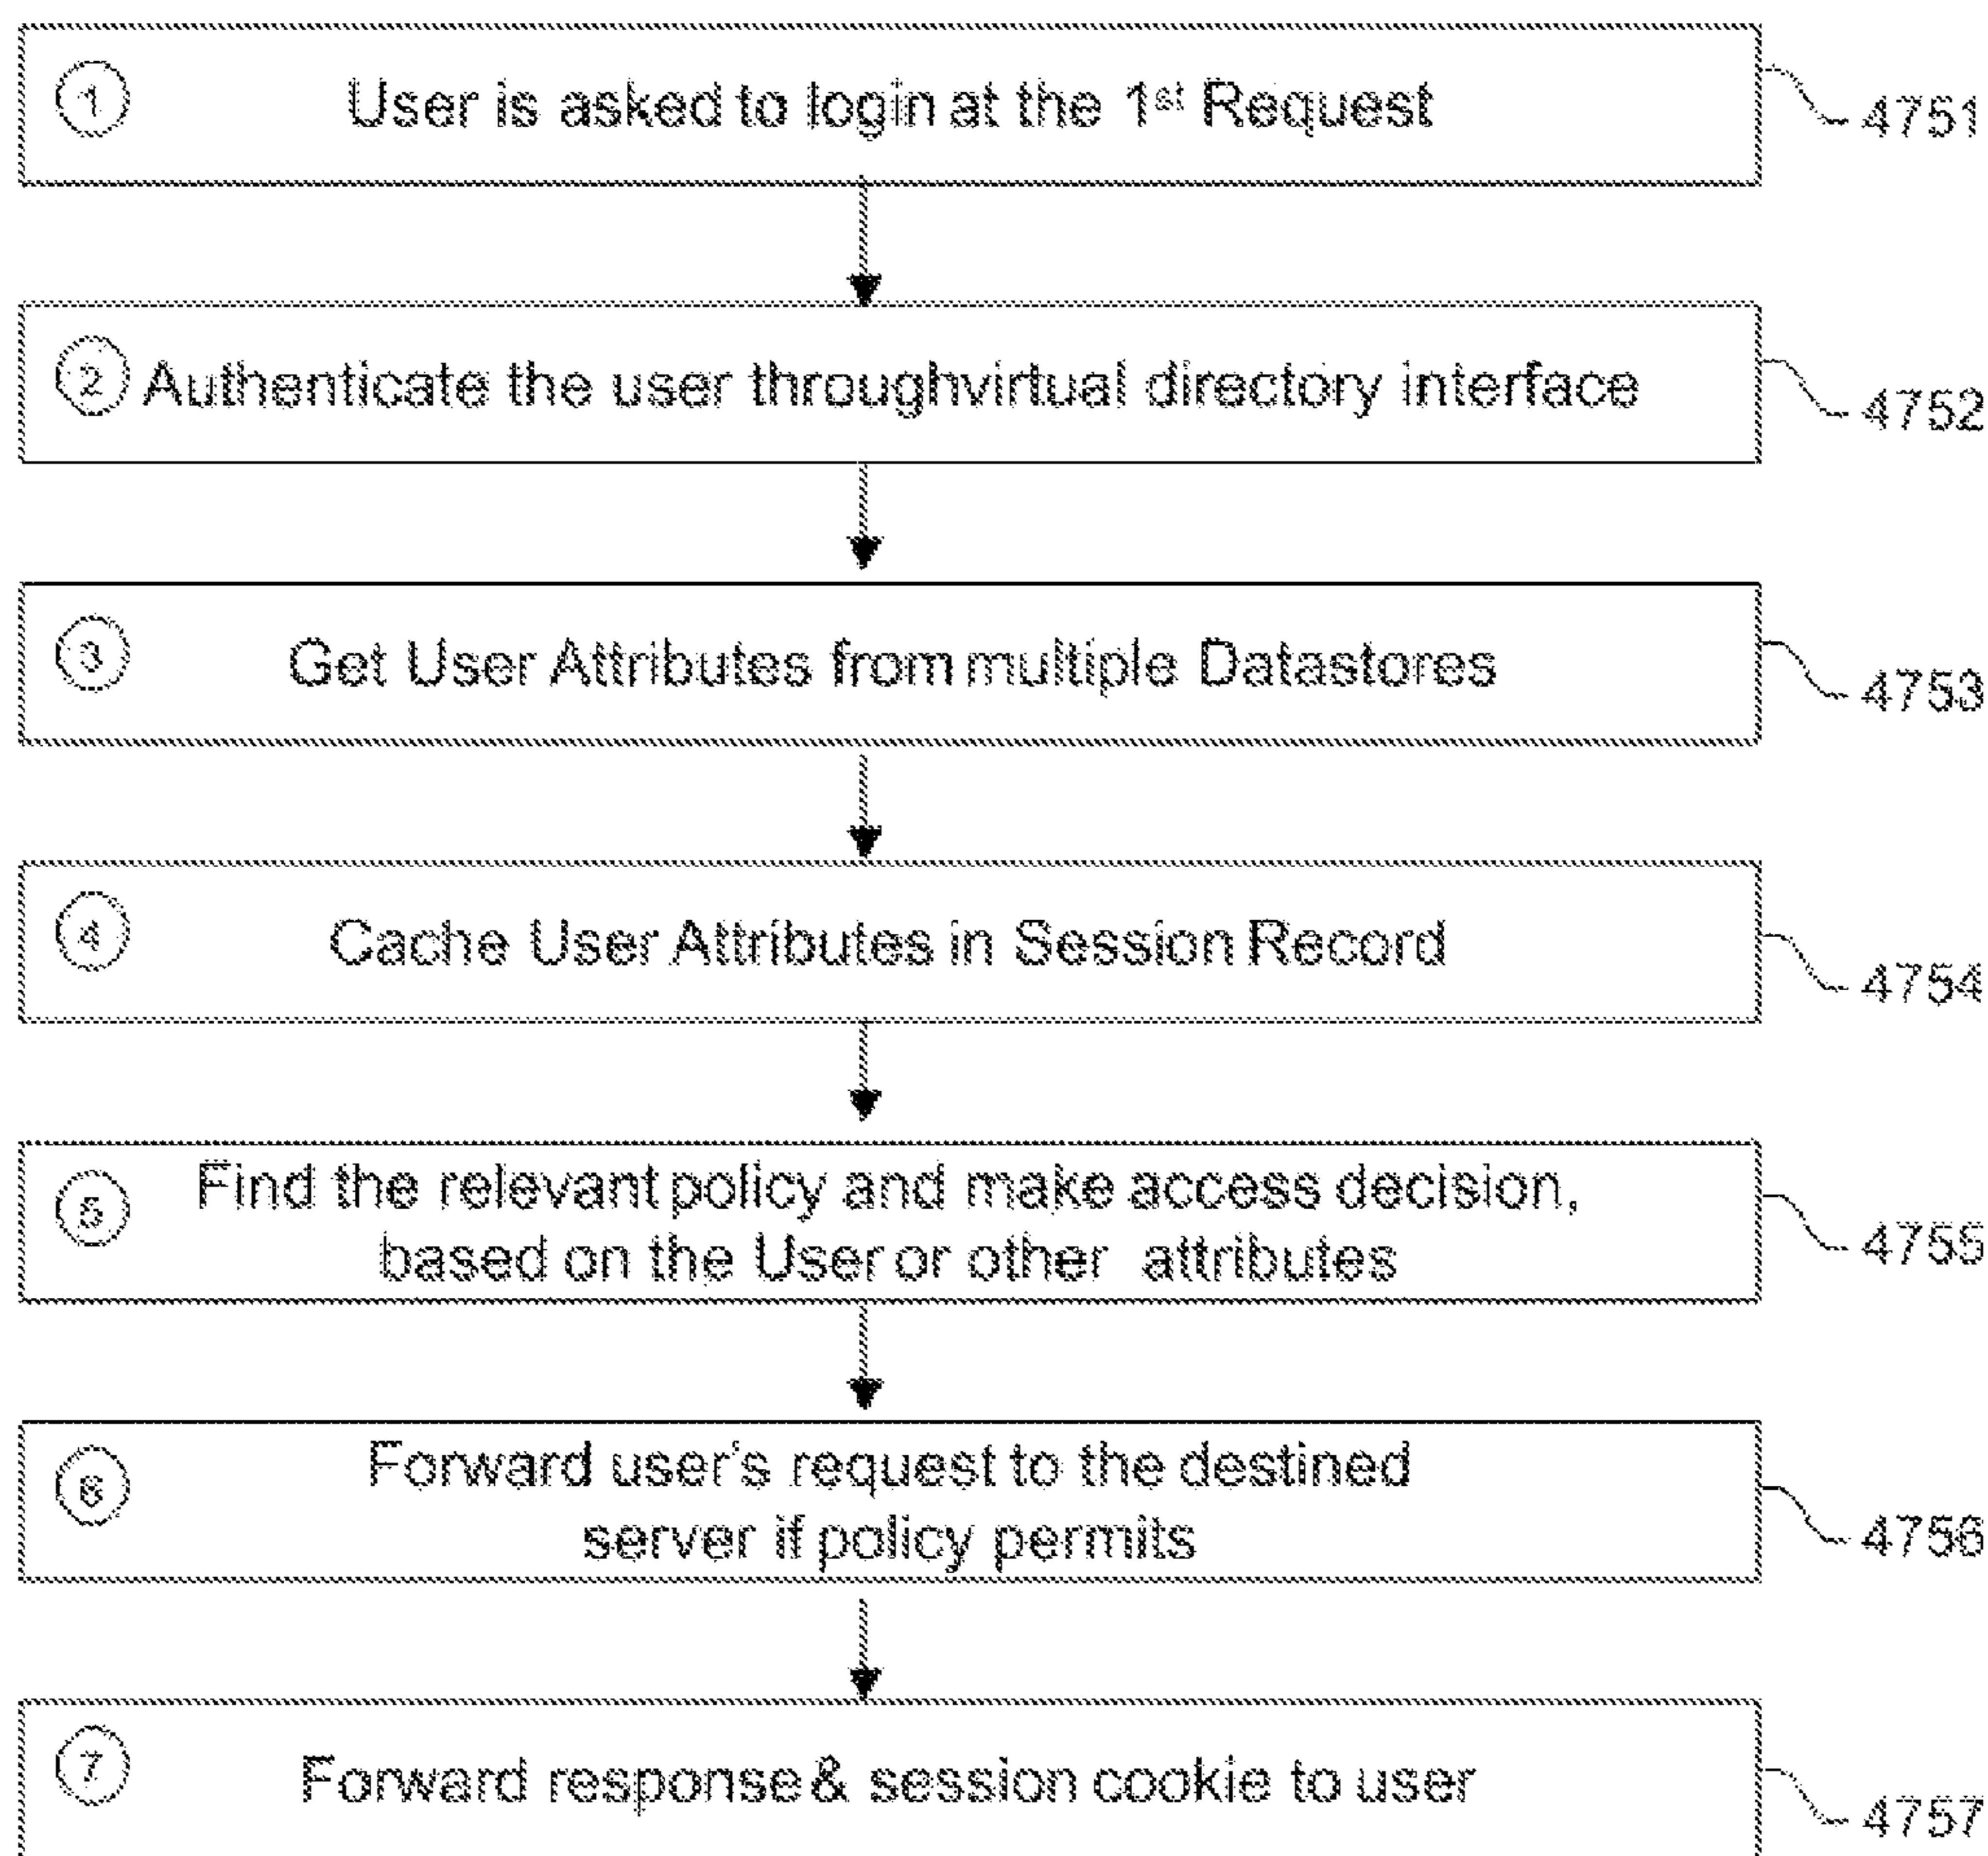 1 User is asked to login at the 1st Request 4751
2 Authenticate the user throughvirtual directory interface 4752
3 Get User Attributes from multiple Datastores 4753
4 Cache User Attributes in Session Record 4754
5 Find the relevant policy and make access decision,
based on the User or other attributes 4755
6 Forward user's request to the destined
server if policy permits 4756
7 Forward response & session cookie to user 4757